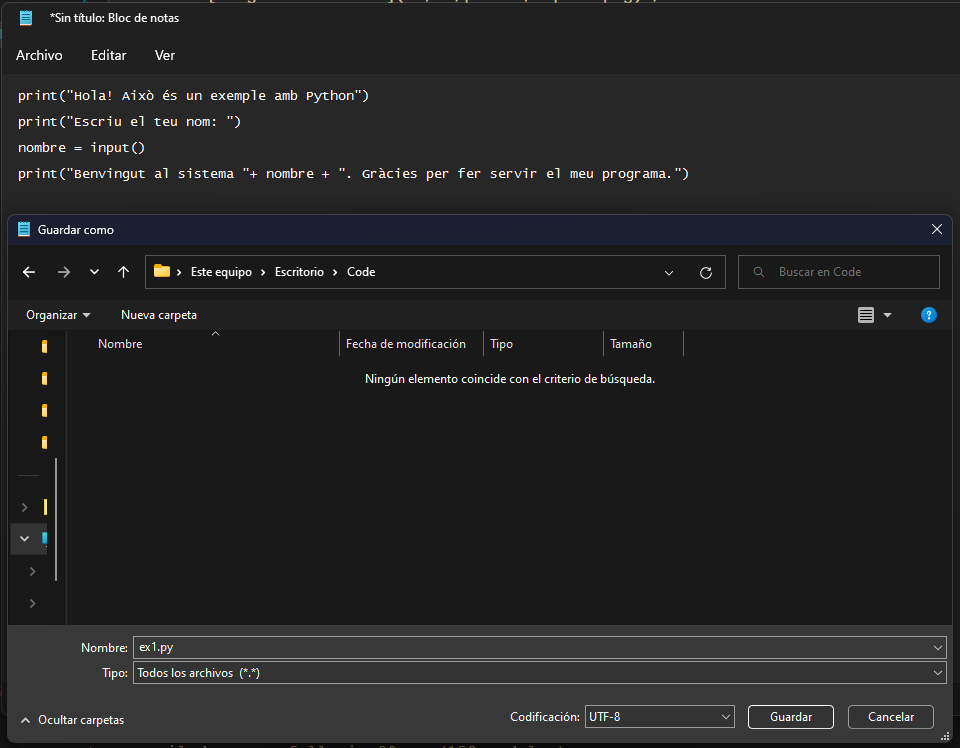 *Sin título: Bloc de notas
Archivo Editar Ver
print("Hola! Això és un exemple amb Python")
print("Escriu el teu nom: ")
nombre = input()
print("Benvingut al sistema "+ nombre + ". Gràcies per fer servir el meu programa.")
Guardar como
Este equipo > Escritorio > Code
Buscar en Code
Organizar Nueva carpeta
Nombre Fecha de modificación Tipo Tamaño
Ningún elemento coincide con el criterio de búsqueda.
Nombre: ex1.py
Tipo: Todos los archivos (*.*)
Ocultar carpetas Codificación: UTF-8 Guardar Cancelar